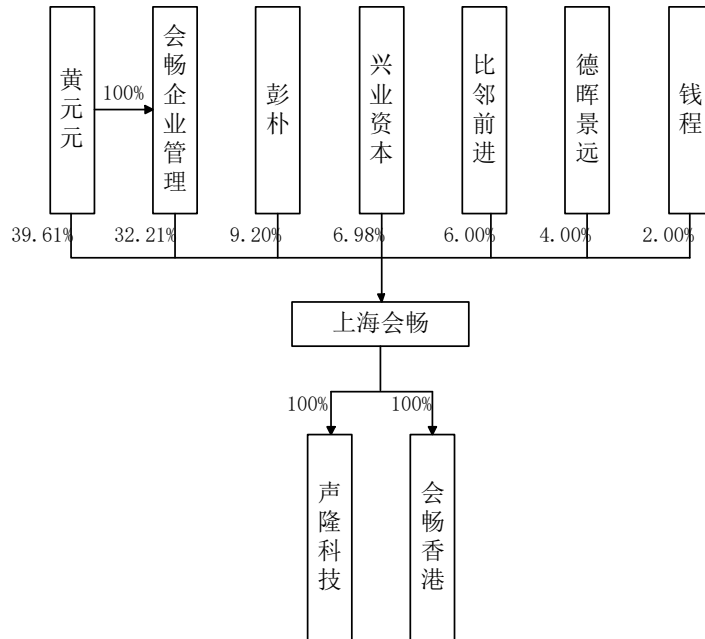 黄元元
100%
会畅企业管理
彭朴
兴业资本
比邻前进
德晖景远
钱程
39.61%
32.21%
9.20%
6.98%
6.00%
4.00%
2.00%
上海会畅
100%
100%
声隆科技
会畅香港